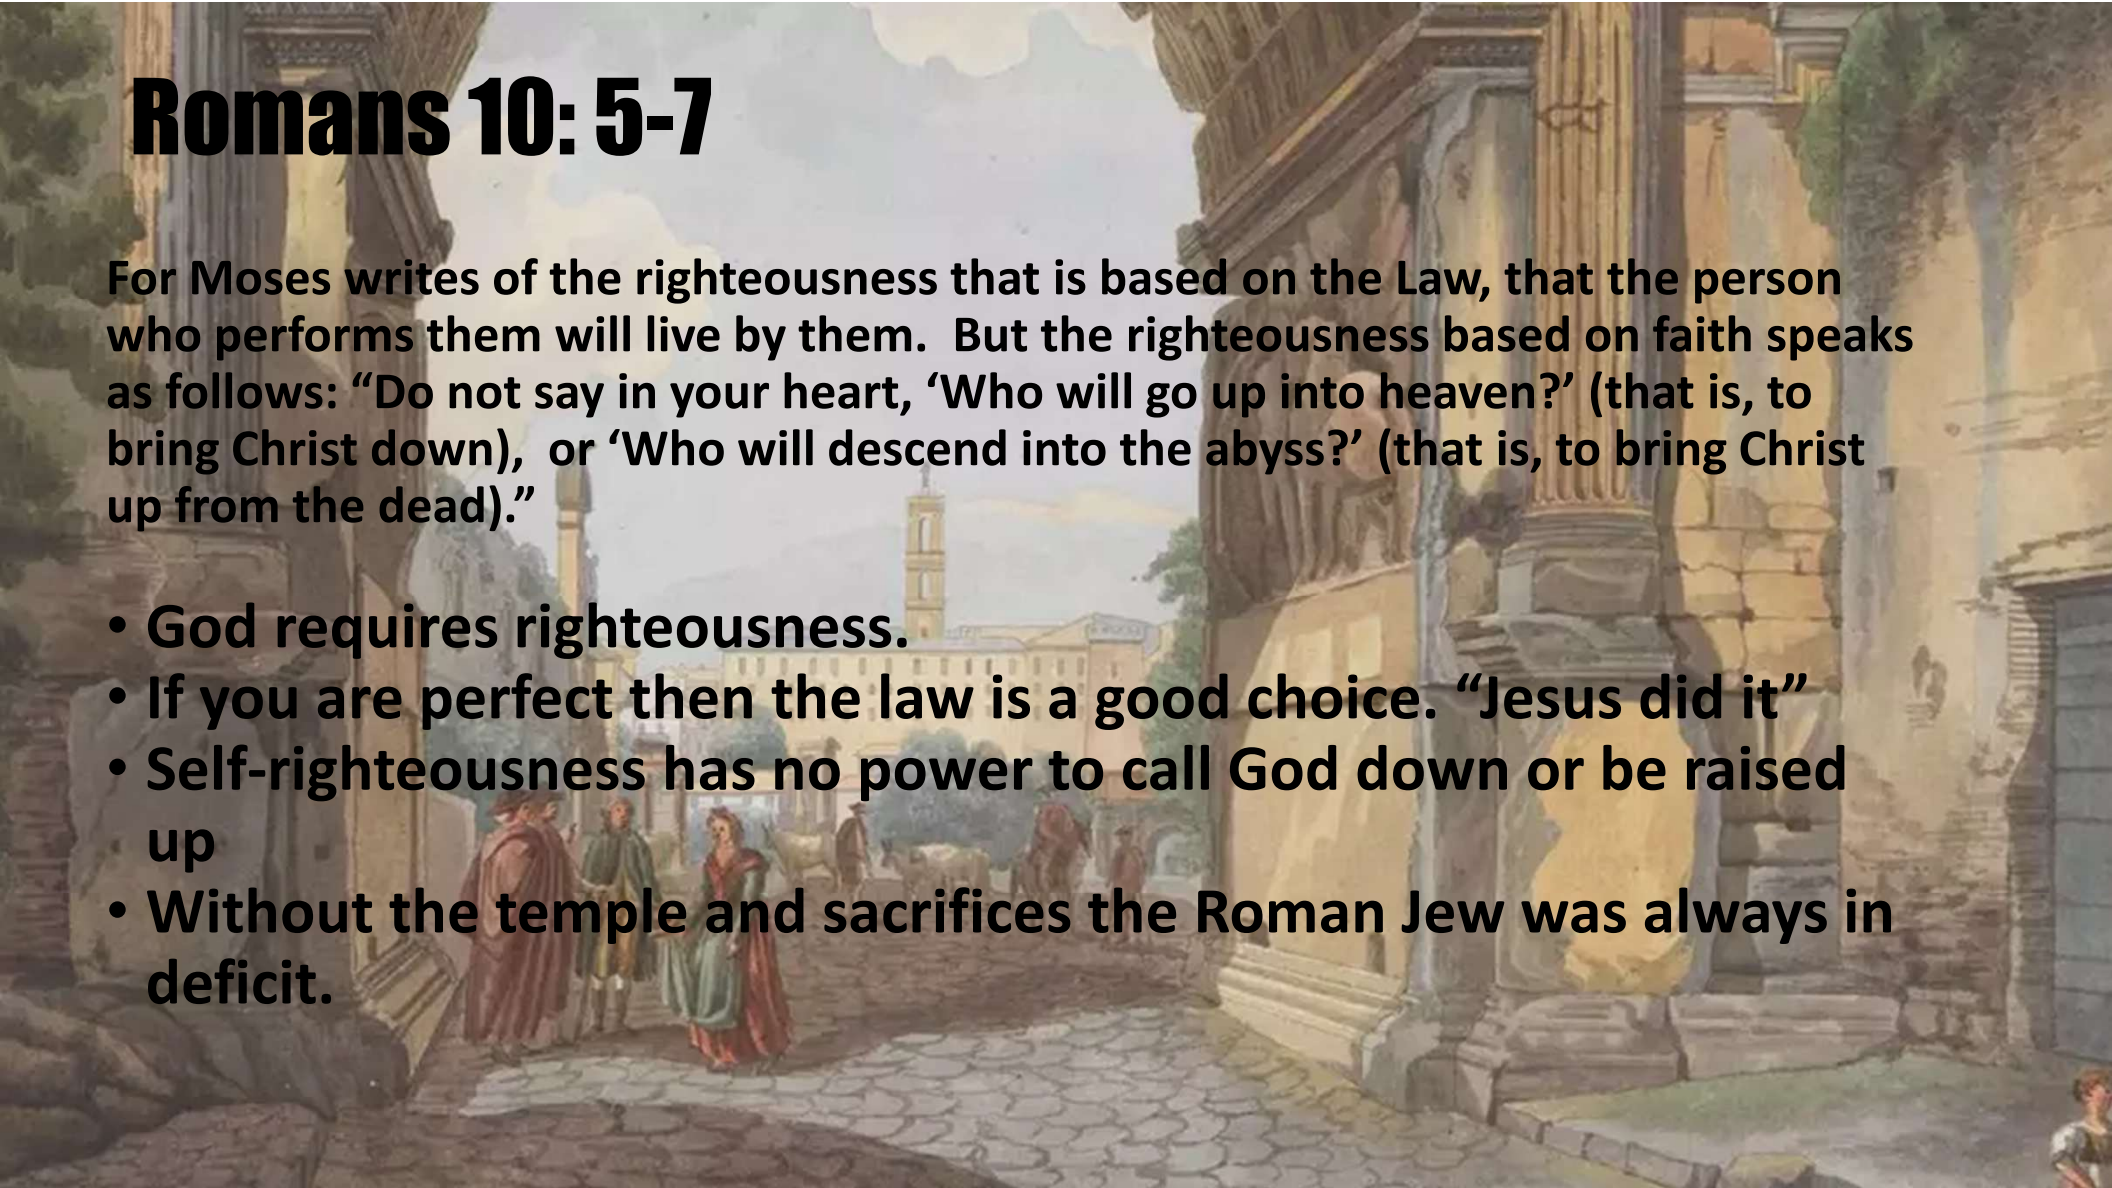 Romans 10: 5-7
For Moses writes of the righteousness that is based on the Law, that the person
who performs them will live by them.  But the righteousness based on faith speaks
as follows: “Do not say in your heart, ‘Who will go up into heaven?’ (that is, to
bring Christ down),  or ‘Who will descend into the abyss?’ (that is, to bring Christ
up from the dead).”
• God requires righteousness.
• If you are perfect then the law is a good choice. “Jesus did it”
• Self-righteousness has no power to call God down or be raised
up
• Without the temple and sacrifices the Roman Jew was always in
deficit.